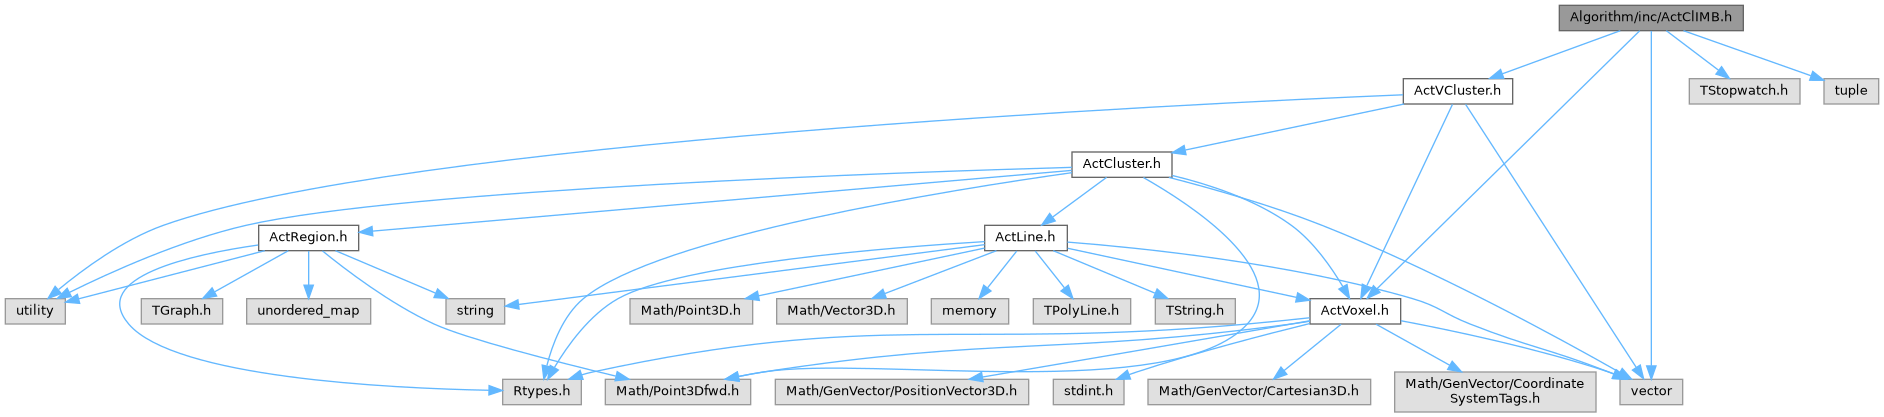 Algorithm/inc/ActClIMB.h
ActVCluster.h
TStopwatch.h
tuple
ActCluster.h
ActRegion.h
ActLine.h
utility
TGraph.h
unordered_map
string
Math/Point3D.h
Math/Vector3D.h
memory
TPolyLine.h
TString.h
ActVoxel.h
Rtypes.h
Math/Point3Dfwd.h
Math/GenVector/PositionVector3D.h
stdint.h
Math/GenVector/Cartesian3D.h
Math/GenVector/Coordinate
SystemTags.h
vector